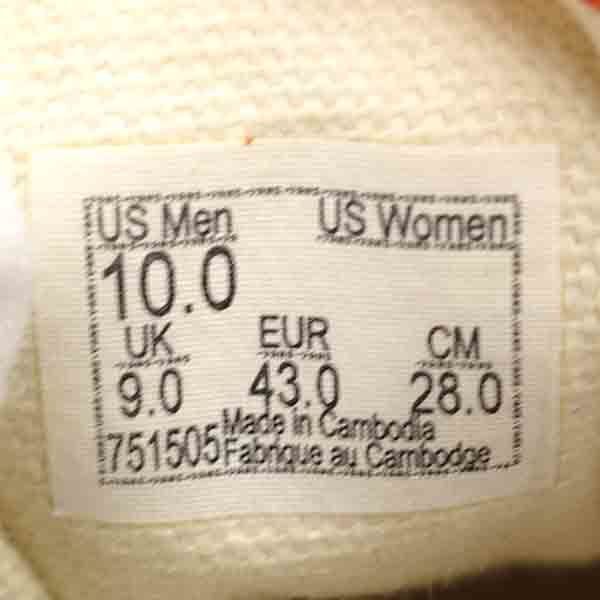 US Men US Women
10.0
UK EUR CM
9.0 43.0 28.0
Made in Cambodia
751505 Fabrique au Cambodge